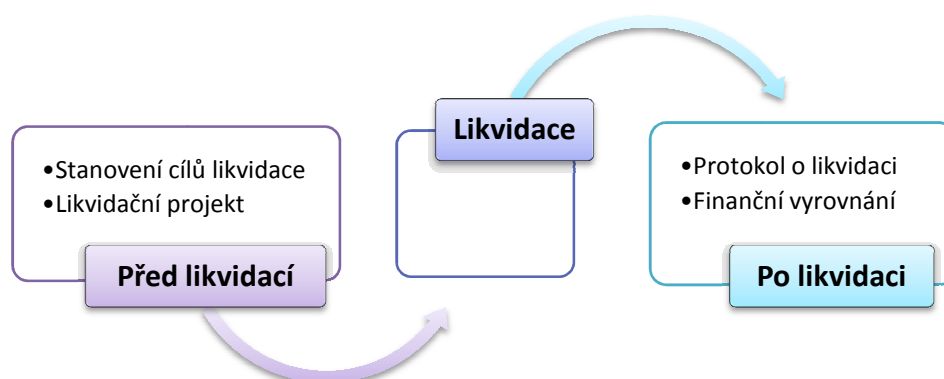 •Stanovení cílů likvidace
•Likvidační projekt
Před likvidací
Likvidace
•Protokol o likvidaci
•Finanční vyrovnání
Po likvidaci